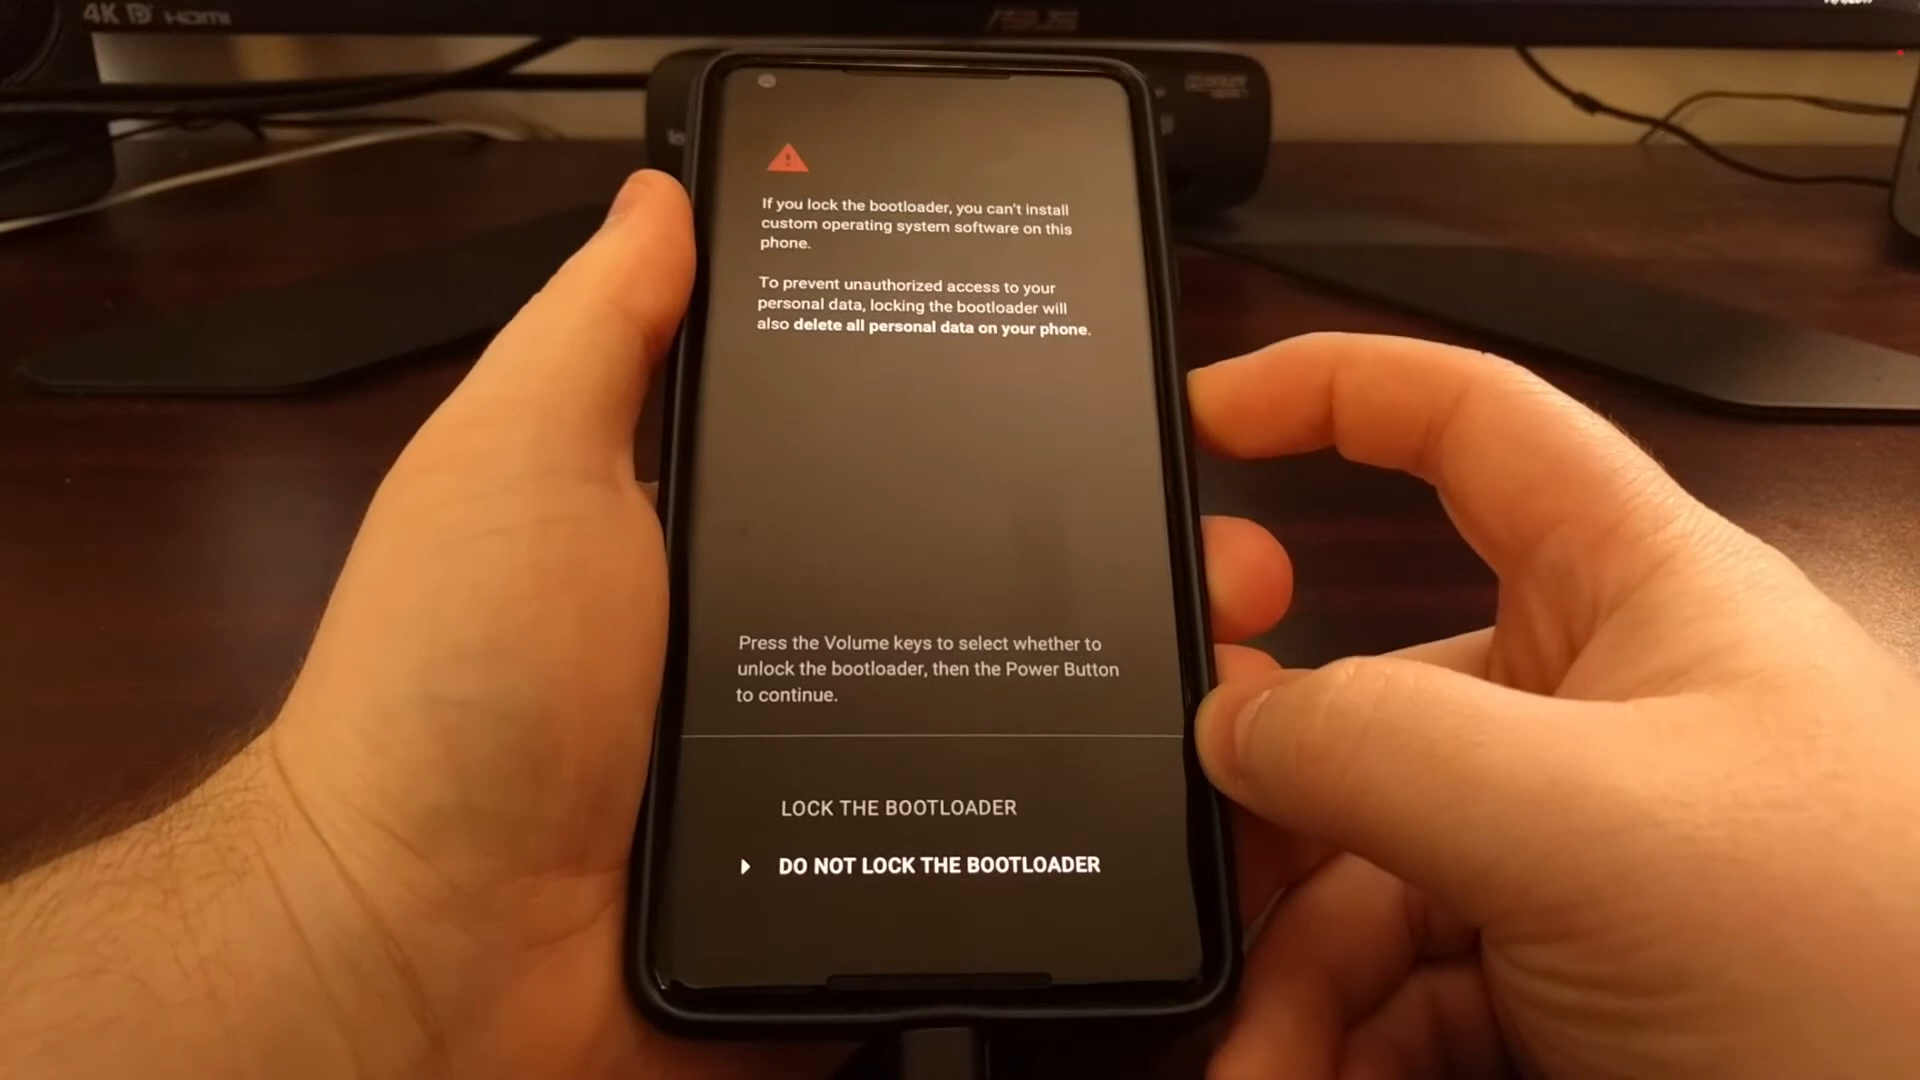 4K HDMI
ASUS
If you lock the bootloader, you can't install
custom operating system software on this
phone.
To prevent unauthorized access to your
personal data, locking the bootloader will
also delete all personal data on your phone.
Press the Volume keys to select whether to
unlock the bootloader, then the Power Button
to continue.
LOCK THE BOOTLOADER
DO NOT LOCK THE BOOTLOADER